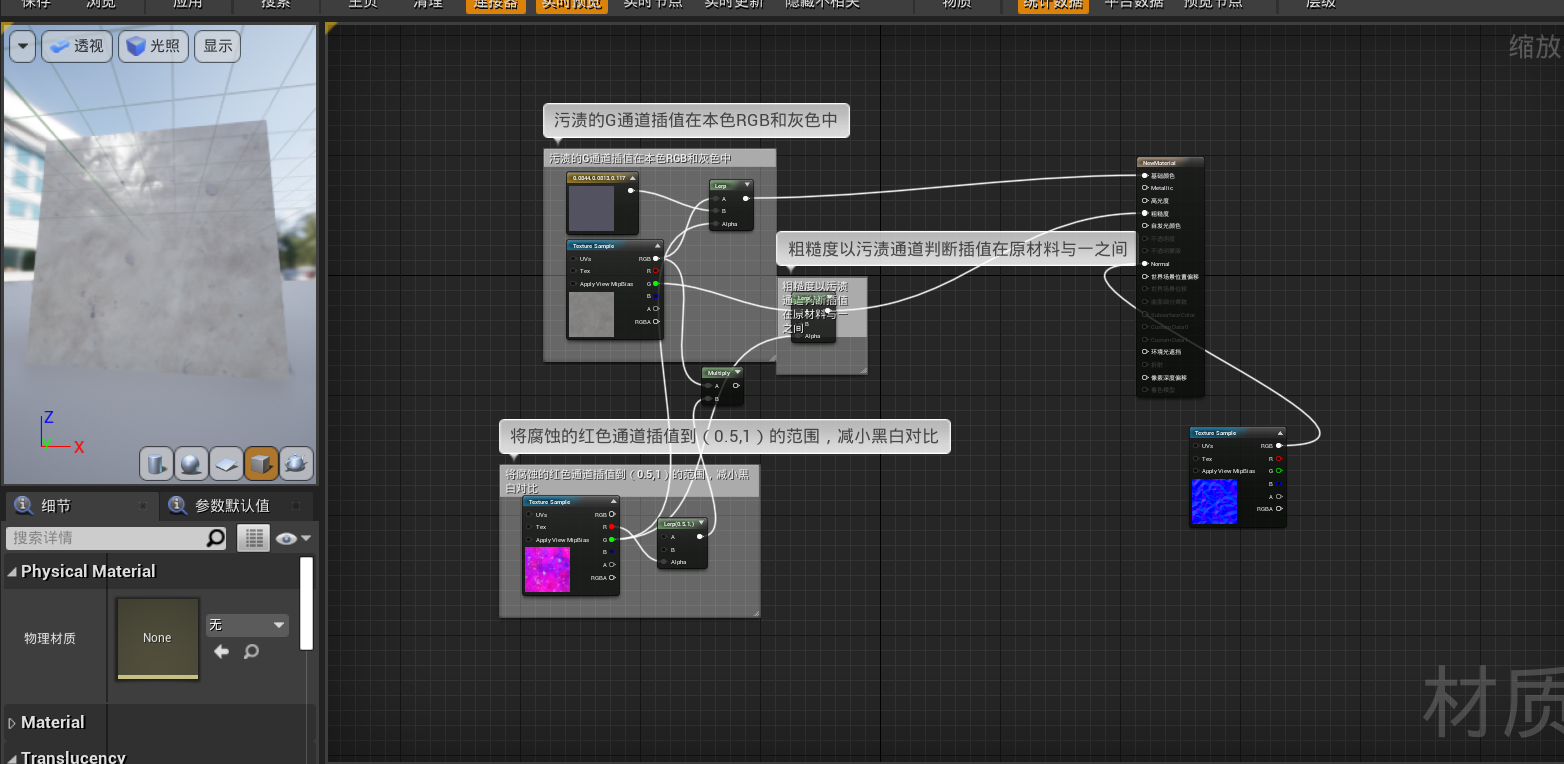 保存 浏览 应用 搜索 主页 清理 连接器 实时预览 实时节点 实时更新 隐藏不相关 物质 统计数据 平台数据 预览节点 层级
透视 光照 显示
缩放
污渍的G通道插值在本色RGB和灰色中
污渍的G通道插值在本色RGB和灰色中
0.0844,0.0813,0.117
Lerp
A
B
Alpha
Texture Sample
UVs RGB
Tex R
Apply View MipBias G
B
A
RGBA
粗糙度以污渍通道判断插值在原材料与一之间
粗糙度以污渍
通道判断插值
在原材料与一
之间
B
Alpha
Multiply
A
B
将腐蚀的红色通道插值到（0.5,1）的范围，减小黑白对比
将腐蚀的红色通道插值到（0.5,1）的范围，减小黑
白对比
Texture Sample
UVs RGB
Tex R
Apply View MipBias G
B
A
RGBA
Lerp(0.5,1.)
A
B
Alpha
NewMaterial
基础颜色
Metallic
高光度
粗糙度
自发光颜色
不透明度
不透明蒙版
Normal
世界场景位置偏移
世界场景位移
SubsurfaceColor
CustomData0
CustomData1
环境光遮挡
折射
像素深度偏移
着色模型
Texture Sample
UVs RGB
Tex R
Apply View MipBias G
B
A
RGBA
Z
X
细节 参数默认值
搜索详情
Physical Material
物理材质
None
无
Material
Translucency
材质